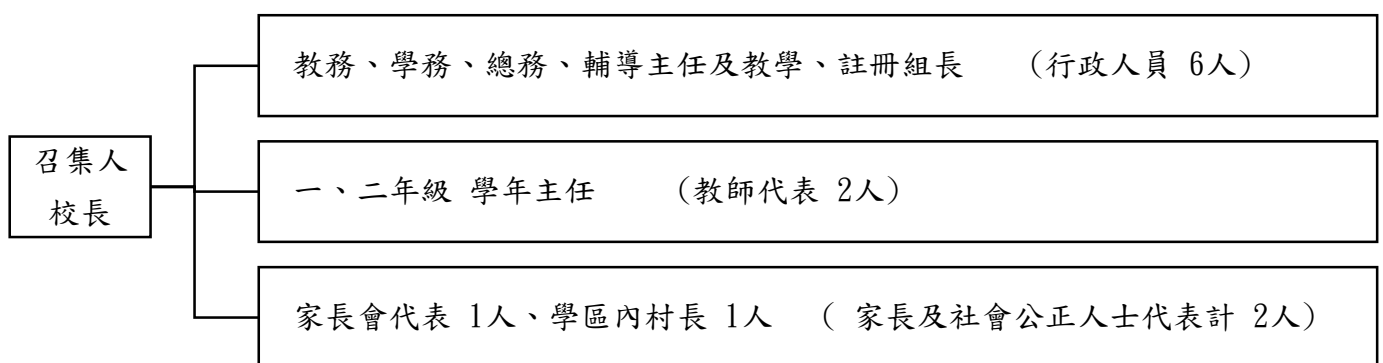 教務、學務、總務、輔導主任及教學、註冊組長 (行政人員 6人)
召集人
校長
一、二年級 學年主任 (教師代表 2人)
家長會代表 1人、學區內村長 1人 ( 家長及社會公正人士代表計 2人)